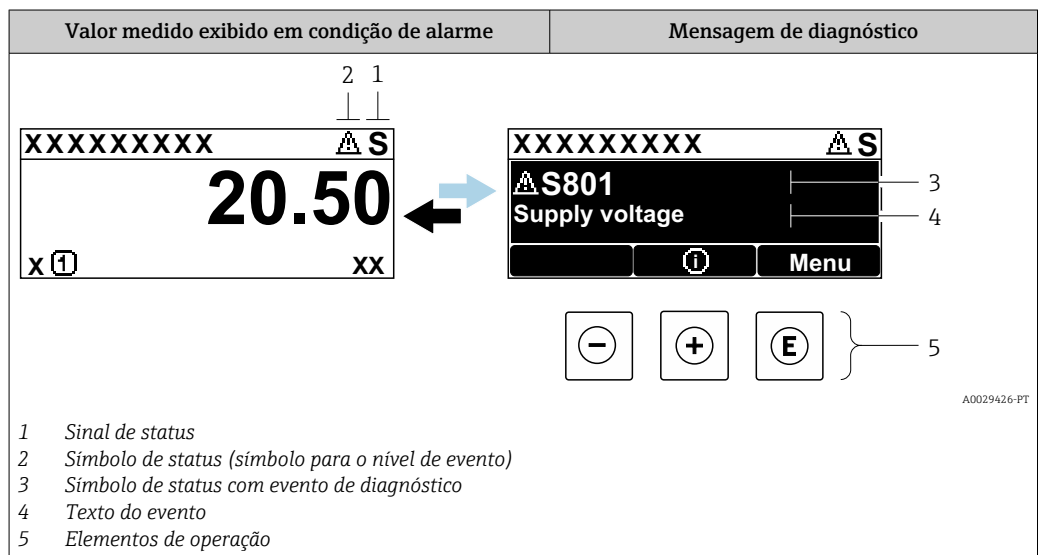 Valor medido exibido em condição de alarme Mensagem de diagnóstico
2 1
XXXXXXXXX S
20.50
X 1 XX
XXXXXXXXX S
S801 3
Supply voltage 4
i Menu
- + E 5
A0029426-PT
1 Sinal de status
2 Símbolo de status (símbolo para o nível de evento)
3 Símbolo de status com evento de diagnóstico
4 Texto do evento
5 Elementos de operação